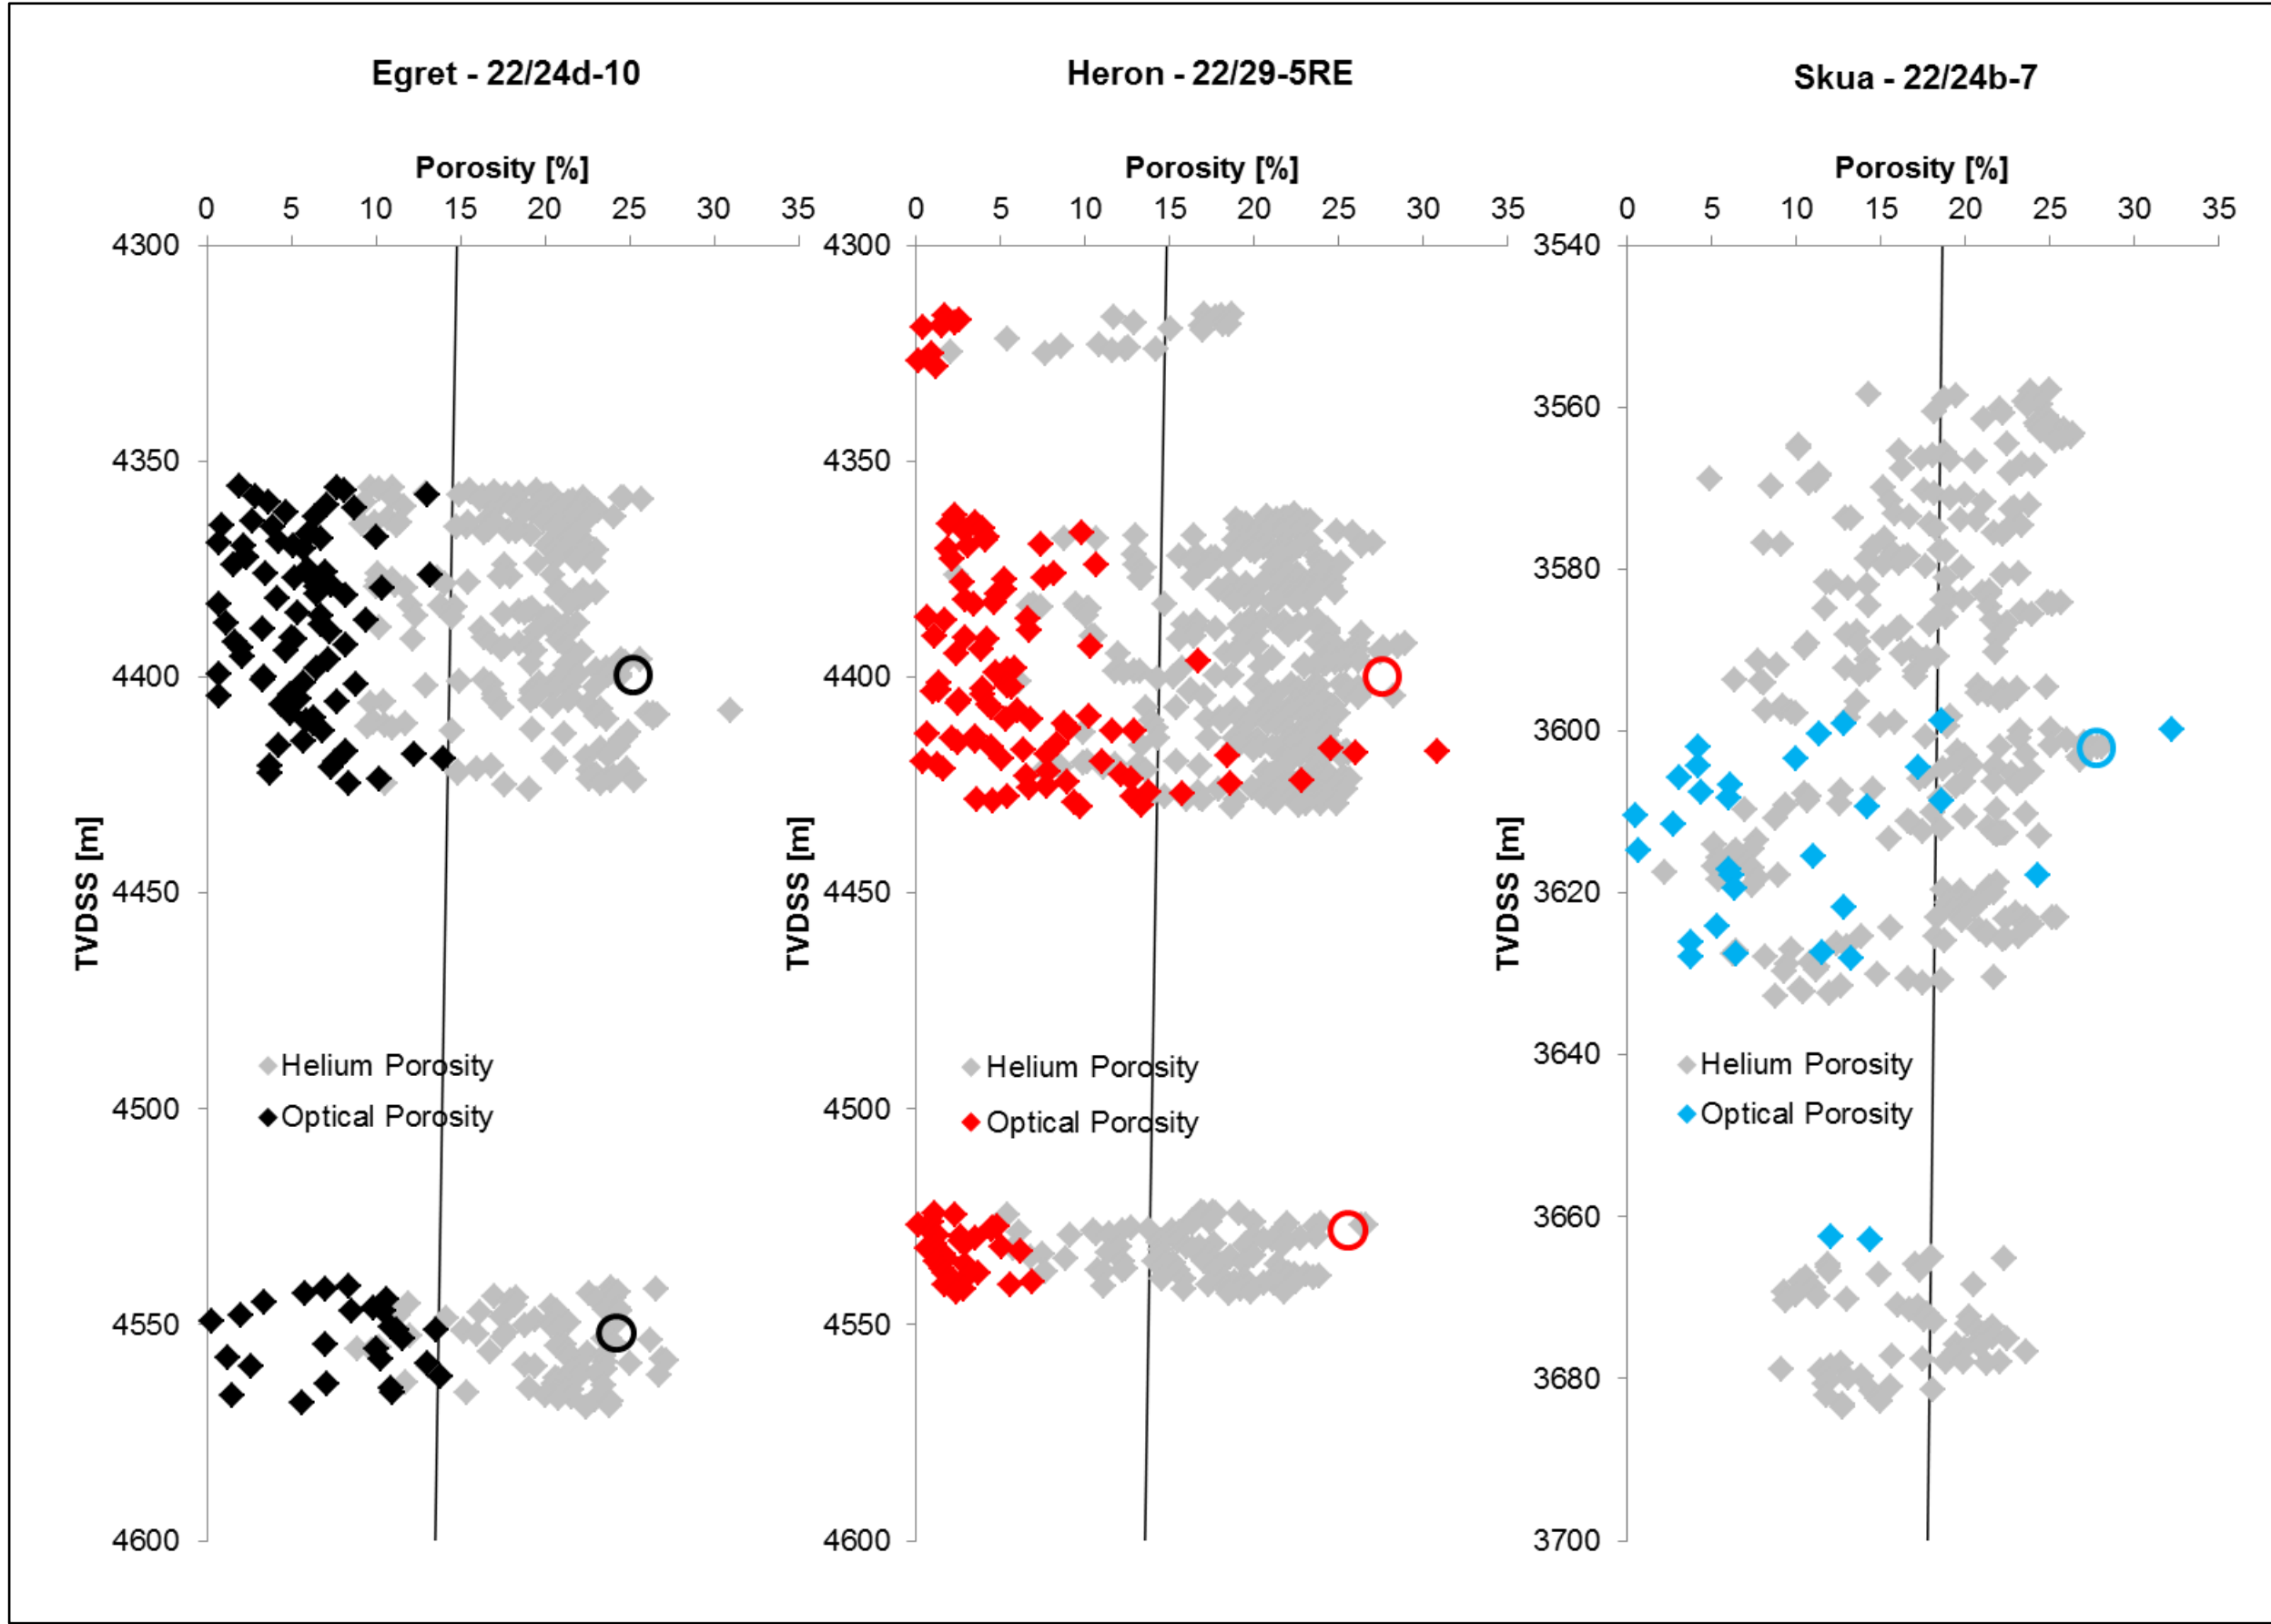 Egret - 22/24d-10
Porosity [%]
0 5 10 15 20 25 30 35
4300
4350
4400
4450
4500
4550
4600
TVDSS [m]
Helium Porosity
Optical Porosity
Heron - 22/29-5RE
Porosity [%]
0 5 10 15 20 25 30 35
4300
4350
4400
4450
4500
4550
4600
TVDSS [m]
Helium Porosity
Optical Porosity
Skua - 22/24b-7
Porosity [%]
0 5 10 15 20 25 30 35
3540
3560
3580
3600
3620
3640
3660
3680
3700
TVDSS [m]
Helium Porosity
Optical Porosity